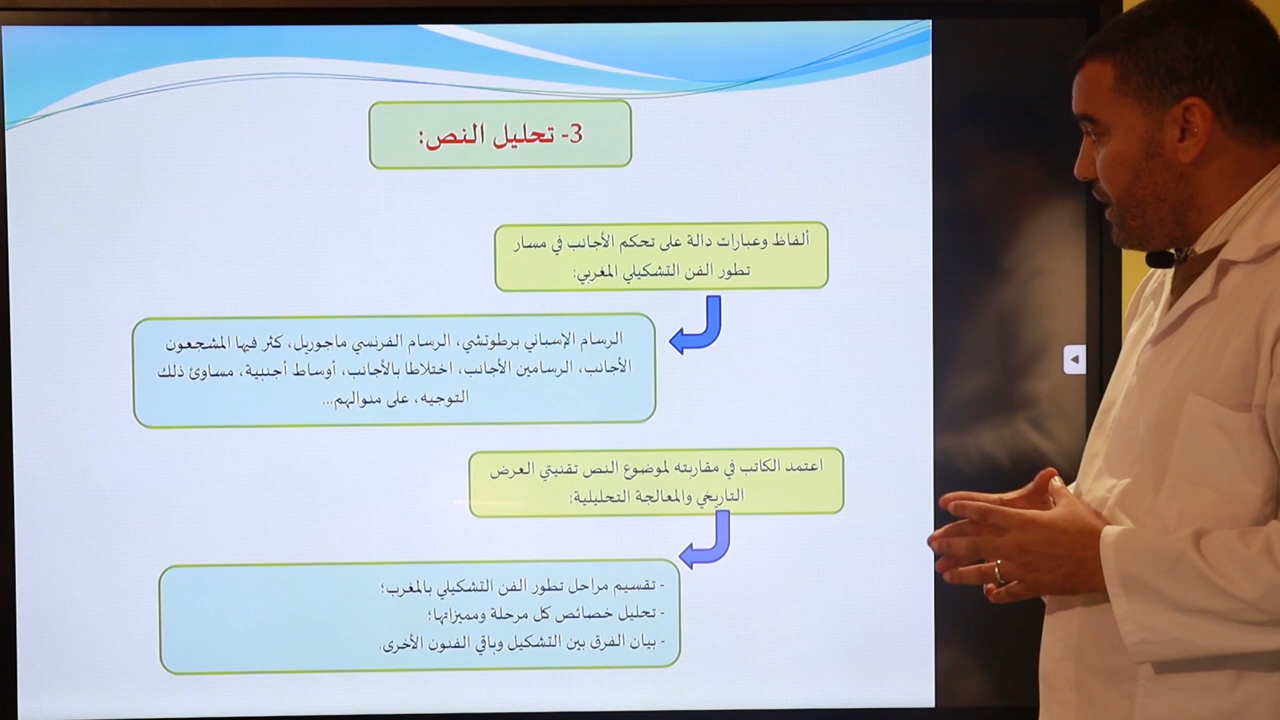 3- تحليل النص:
ألفاظ وعبارات دالة على تحكم الأجانب في مسار
تطور الفن التشكيلي المغربي:
الرسام الإسباني برطوتشي، الرسام الفرنسي ماجوريل، كثر فيها المشجعون
الأجانب، الرسامين الأجانب، اختلاطا بالأجانب، أوساط أجنبية، مساوئ ذلك
التوجيه، على منوالهم...
اعتمد الكاتب في مقاربته لموضوع النص تقنيتي العرض
التاريخي والمعالجة التحليلية:
- تقسيم مراحل تطور الفن التشكيلي بالمغرب؛
- تحليل خصائص كل مرحلة ومميزاتها؛
- بيان الفرق بين التشكيل وباقي الفنون الأخرى.